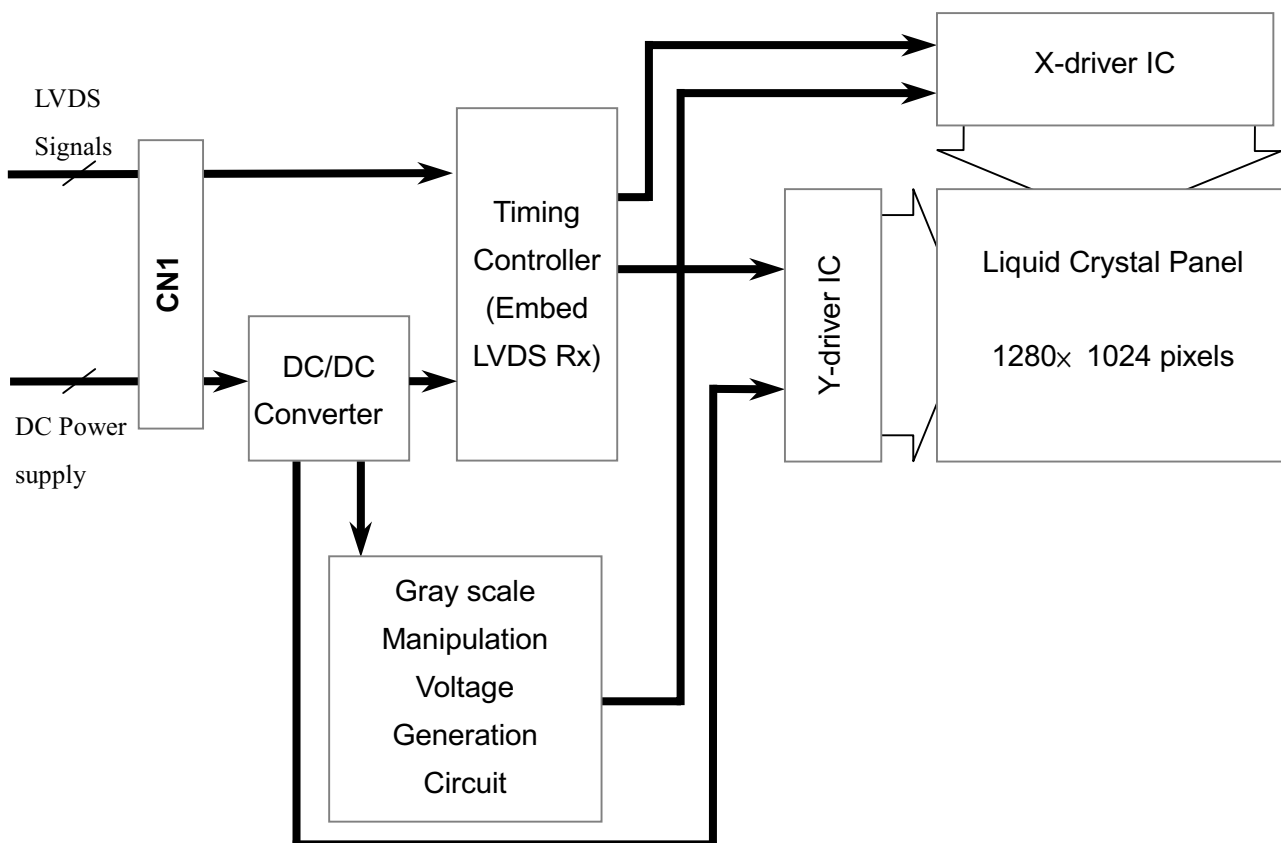 LVDS
Signals
CN1
DC Power
supply
DC/DC
Converter
Timing
Controller
(Embed
LVDS Rx)
Gray scale
Manipulation
Voltage
Generation
Circuit
X-driver IC
Y-driver IC
Liquid Crystal Panel
1280× 1024 pixels